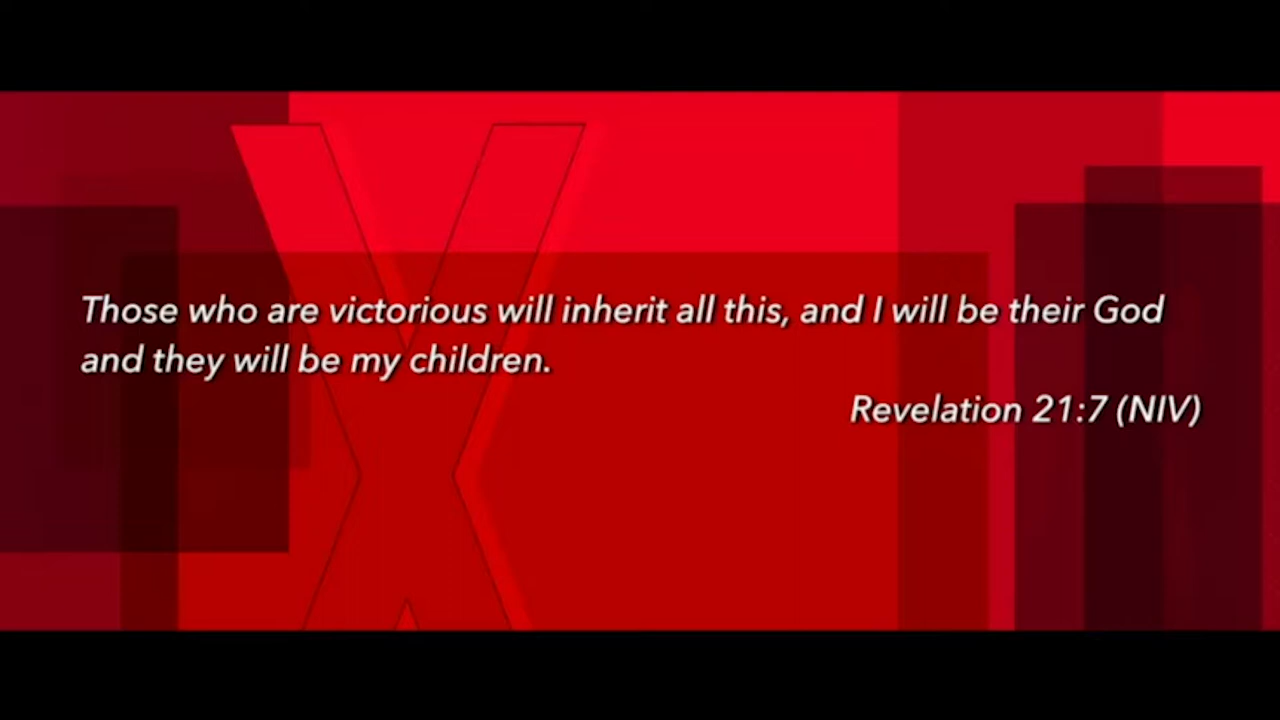 Those who are victorious will inherit all this, and I will be their God
and they will be my children.
Revelation 21:7 (NIV)